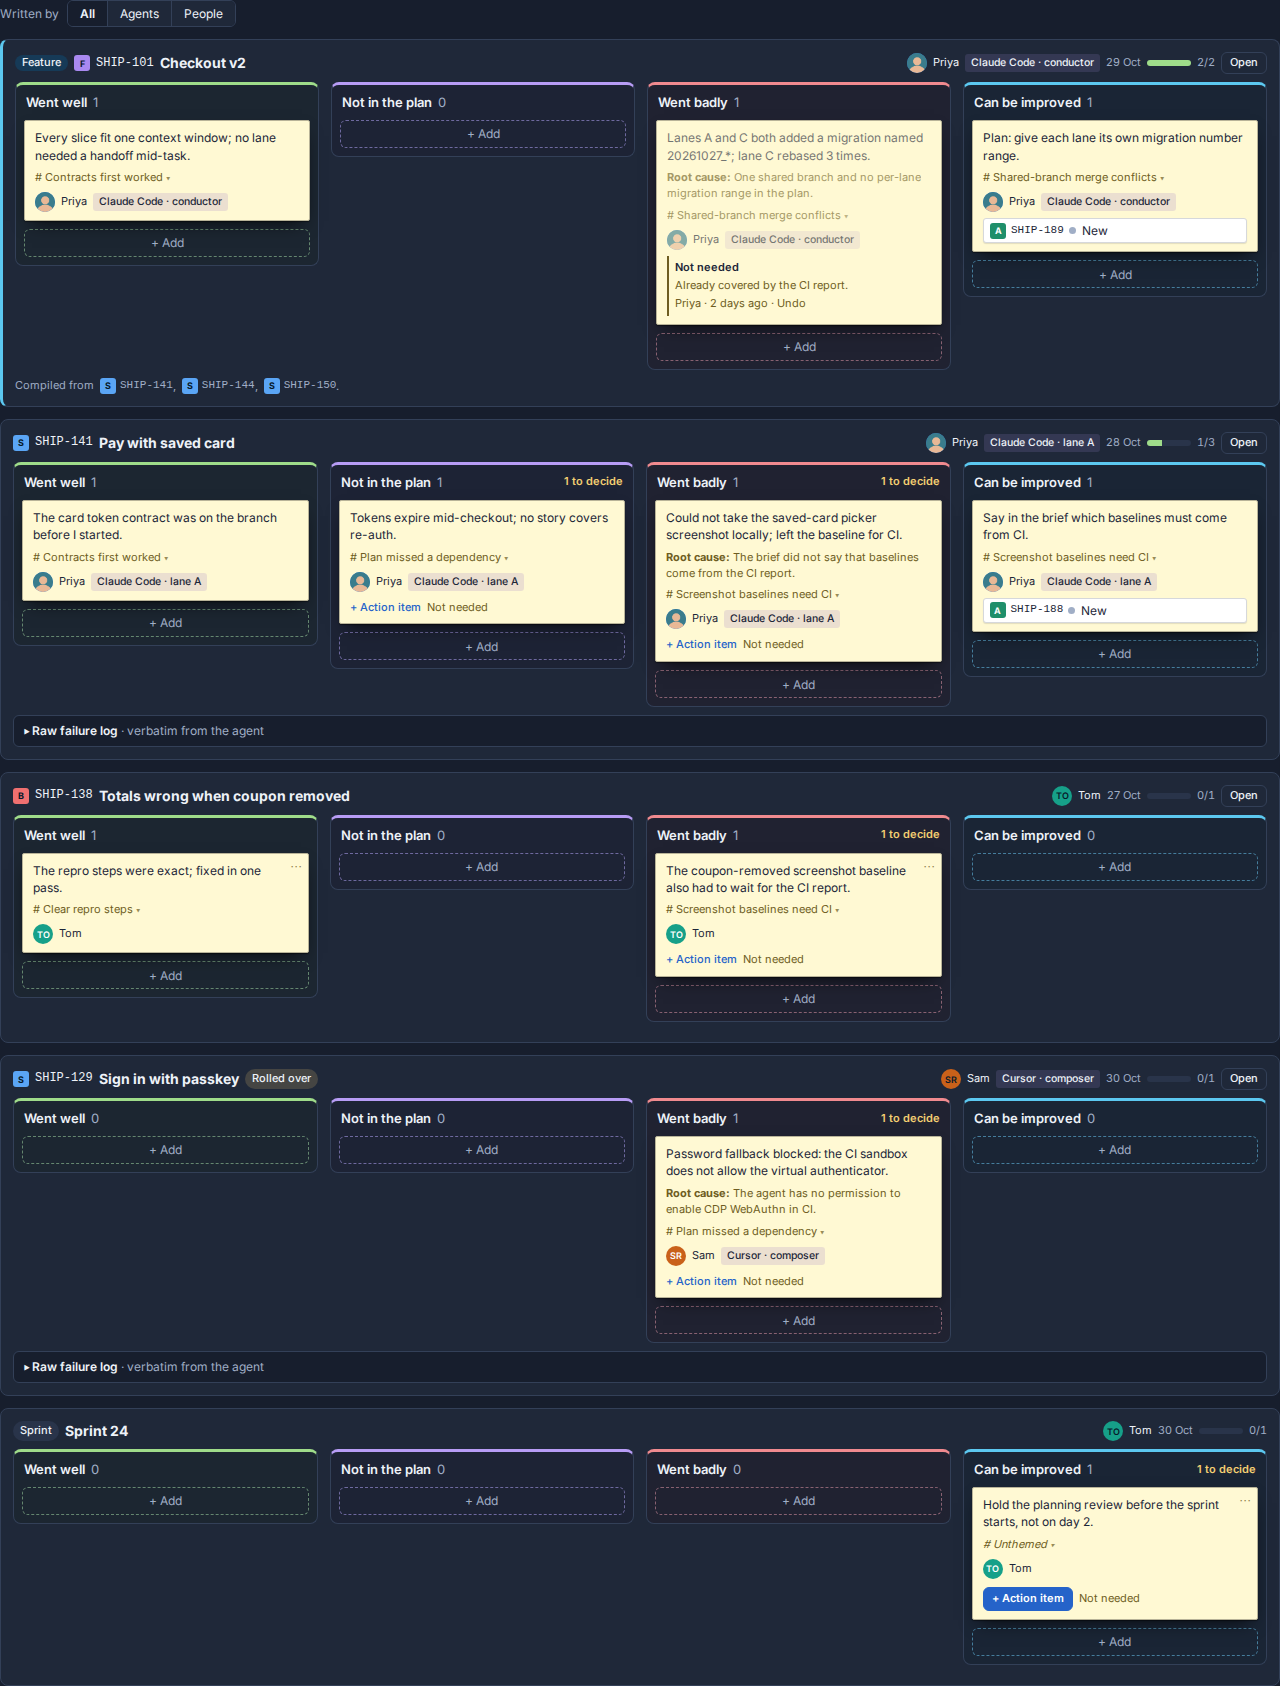 Written by All Agents People
Feature F SHIP-101 Checkout v2 Priya Claude Code · conductor 29 Oct 2/2 Open
Went well 1
Every slice fit one context window; no lane
needed a handoff mid-task.
# Contracts first worked ▾
Priya Claude Code · conductor
+ Add
Not in the plan 0
+ Add
Went badly 1
Lanes A and C both added a migration named
20261027_*; lane C rebased 3 times.
Root cause: One shared branch and no per-lane
migration range in the plan.
# Shared-branch merge conflicts ▾
Priya Claude Code · conductor
Not needed
Already covered by the CI report.
Priya · 2 days ago · Undo
+ Add
Can be improved 1
Plan: give each lane its own migration number
range.
# Shared-branch merge conflicts ▾
Priya Claude Code · conductor
A SHIP-189 New
+ Add
Compiled from S SHIP-141, S SHIP-144, S SHIP-150.
S SHIP-141 Pay with saved card Priya Claude Code · lane A 28 Oct 1/3 Open
Went well 1
The card token contract was on the branch
before I started.
# Contracts first worked ▾
Priya Claude Code · lane A
+ Add
Not in the plan 1 1 to decide
Tokens expire mid-checkout; no story covers
re-auth.
# Plan missed a dependency ▾
Priya Claude Code · lane A
+ Action item Not needed
+ Add
Went badly 1 1 to decide
Could not take the saved-card picker
screenshot locally; left the baseline for CI.
Root cause: The brief did not say that baselines
come from the CI report.
# Screenshot baselines need CI ▾
Priya Claude Code · lane A
+ Action item Not needed
+ Add
Can be improved 1
Say in the brief which baselines must come
from CI.
# Screenshot baselines need CI ▾
Priya Claude Code · lane A
A SHIP-188 New
+ Add
▸ Raw failure log · verbatim from the agent
B SHIP-138 Totals wrong when coupon removed TO Tom 27 Oct 0/1 Open
Went well 1
The repro steps were exact; fixed in one ···
pass.
# Clear repro steps ▾
TO Tom
+ Add
Not in the plan 0
+ Add
Went badly 1 1 to decide
The coupon-removed screenshot baseline ···
also had to wait for the CI report.
# Screenshot baselines need CI ▾
TO Tom
+ Action item Not needed
+ Add
Can be improved 0
+ Add
S SHIP-129 Sign in with passkey Rolled over SR Sam Cursor · composer 30 Oct 0/1 Open
Went well 0
+ Add
Not in the plan 0
+ Add
Went badly 1 1 to decide
Password fallback blocked: the CI sandbox
does not allow the virtual authenticator.
Root cause: The agent has no permission to
enable CDP WebAuthn in CI.
# Plan missed a dependency ▾
SR Sam Cursor · composer
+ Action item Not needed
+ Add
Can be improved 0
+ Add
▸ Raw failure log · verbatim from the agent
Sprint Sprint 24 TO Tom 30 Oct 0/1
Went well 0
+ Add
Not in the plan 0
+ Add
Went badly 0
+ Add
Can be improved 1 1 to decide
Hold the planning review before the sprint ···
starts, not on day 2.
# Unthemed ▾
TO Tom
+ Action item Not needed
+ Add